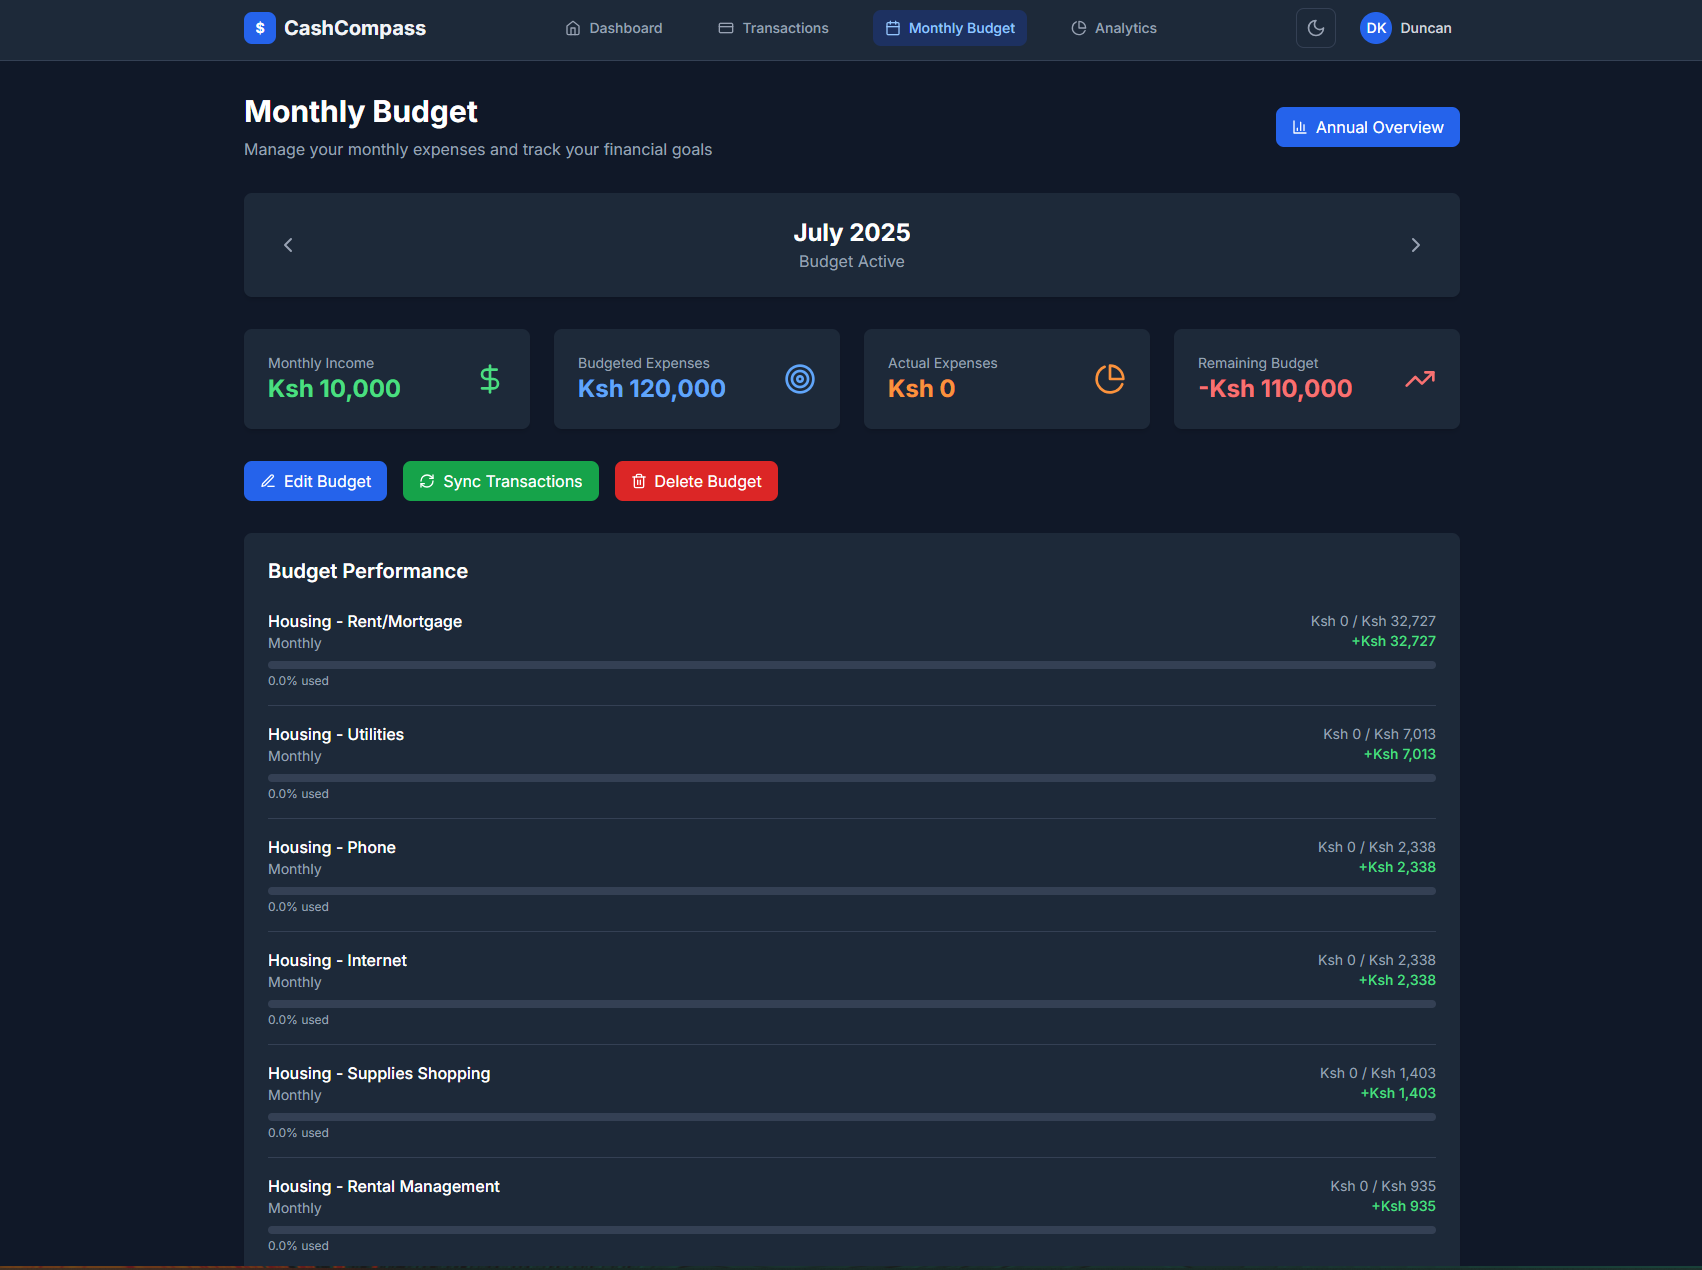 $ CashCompass
Dashboard
Transactions
Monthly Budget
Analytics
DK Duncan
Monthly Budget
Manage your monthly expenses and track your financial goals
Annual Overview
July 2025
Budget Active
Monthly Income
Ksh 10,000
$
Budgeted Expenses
Ksh 120,000
Actual Expenses
Ksh 0
Remaining Budget
-Ksh 110,000
Edit Budget
Sync Transactions
Delete Budget
Budget Performance
Housing - Rent/Mortgage
Ksh 0 / Ksh 32,727
Monthly
+Ksh 32,727
0.0% used
Housing - Utilities
Ksh 0 / Ksh 7,013
Monthly
+Ksh 7,013
0.0% used
Housing - Phone
Ksh 0 / Ksh 2,338
Monthly
+Ksh 2,338
0.0% used
Housing - Internet
Ksh 0 / Ksh 2,338
Monthly
+Ksh 2,338
0.0% used
Housing - Supplies Shopping
Ksh 0 / Ksh 1,403
Monthly
+Ksh 1,403
0.0% used
Housing - Rental Management
Ksh 0 / Ksh 935
Monthly
+Ksh 935
0.0% used